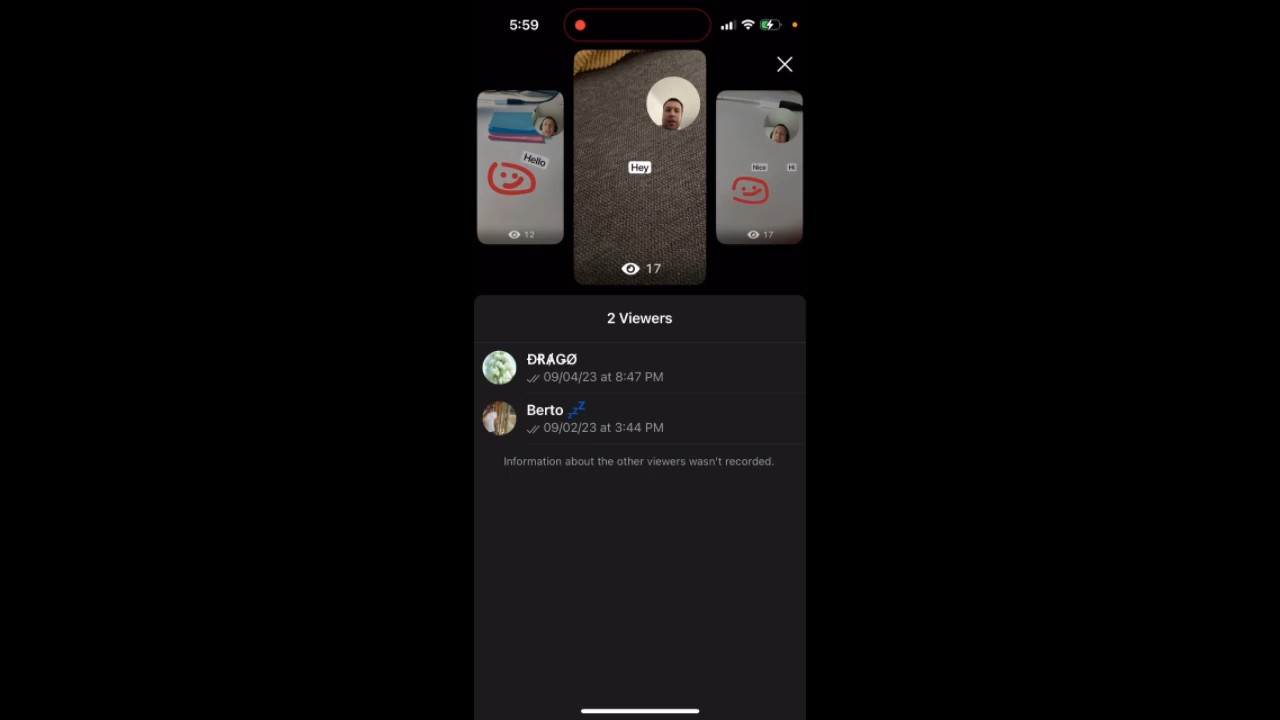 5:59
Hello
12
Hey
17
Nice
Hi
17
2 Viewers
ĐRȺGØ
09/04/23 at 8:47 PM
Berto 💤
09/02/23 at 3:44 PM
Information about the other viewers wasn't recorded.